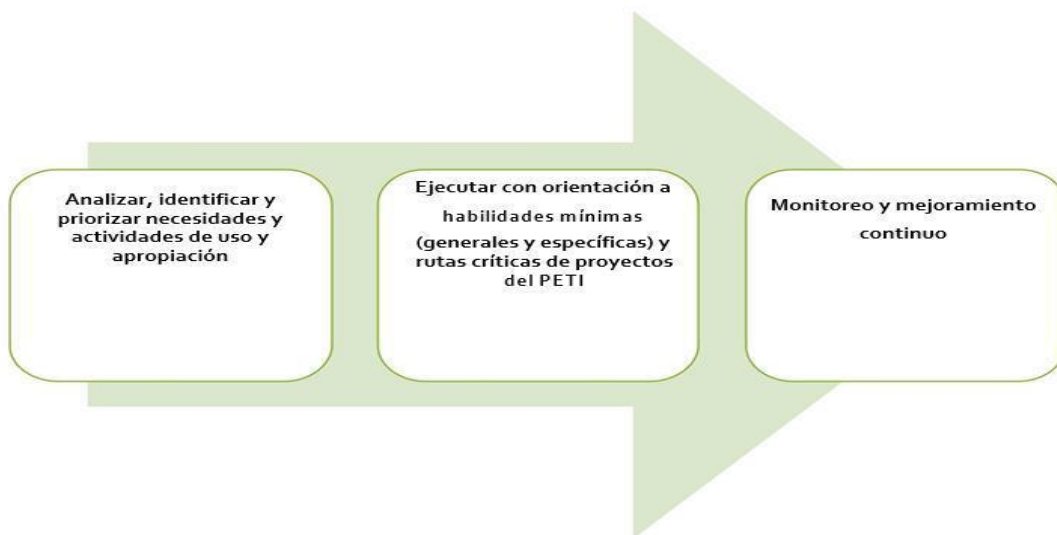 Analizar, identificar y
priorizar necesidades y
actividades de uso y
apropiación
Ejecutar con orientación a
habilidades mínimas
(generales y específicas) y
rutas críticas de proyectos
del PETI
Monitoreo y mejoramiento
continuo